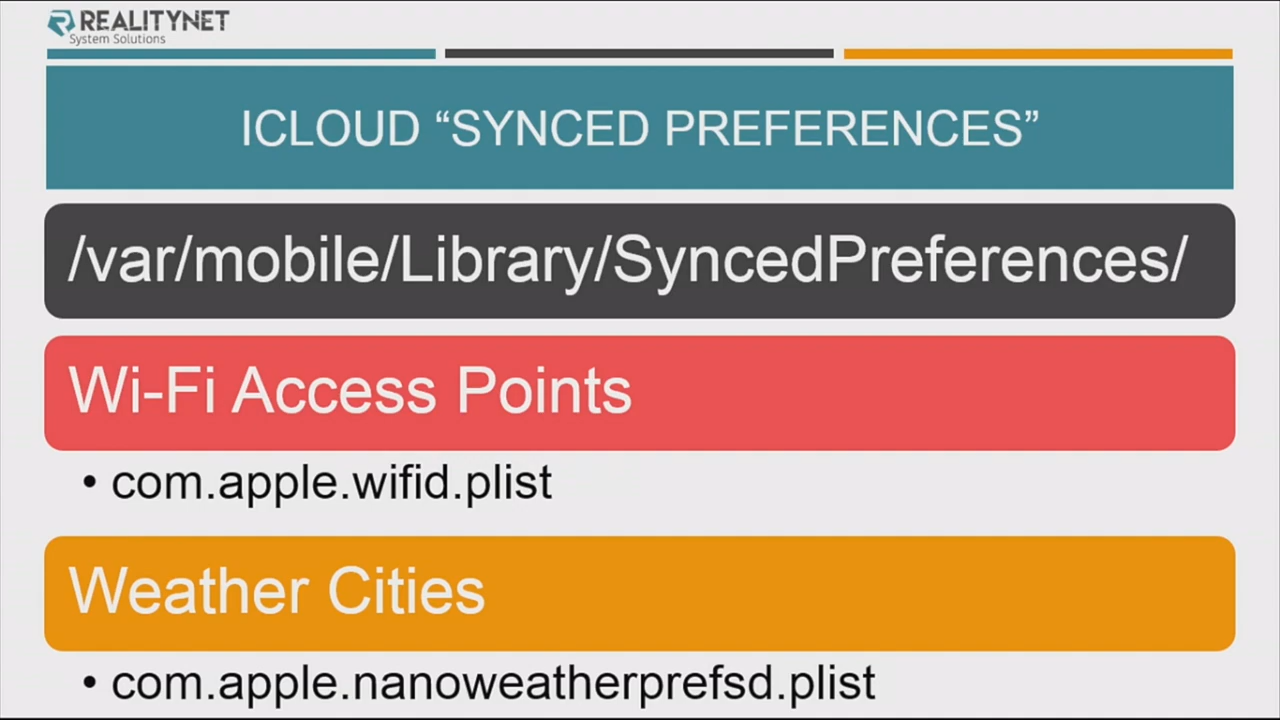 REALITYNET
System Solutions
ICLOUD “SYNCED PREFERENCES”
/var/mobile/Library/SyncedPreferences/
Wi-Fi Access Points
• com.apple.wifid.plist
Weather Cities
• com.apple.nanoweatherprefsd.plist